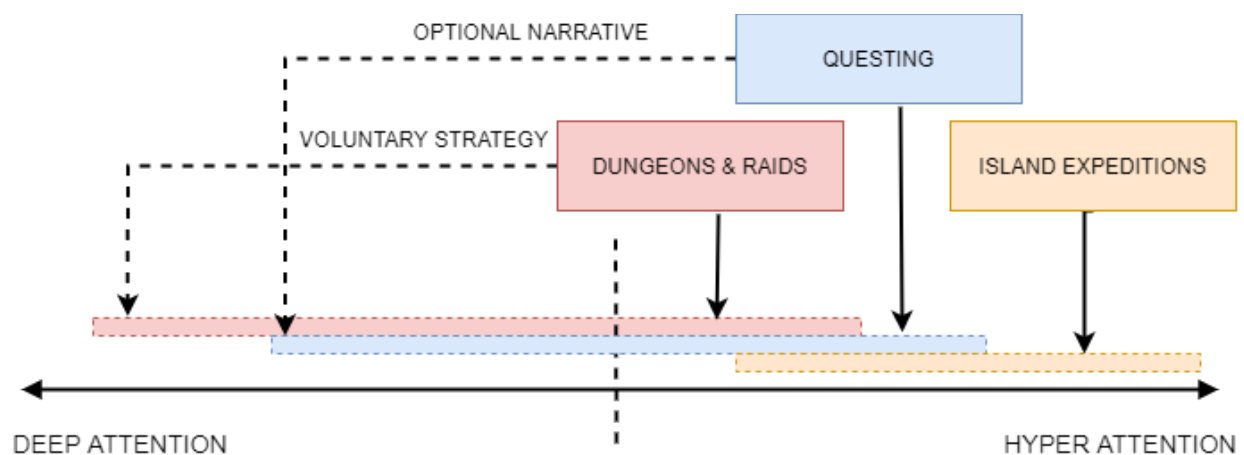 OPTIONAL NARRATIVE
QUESTING
VOLUNTARY STRATEGY
DUNGEONS & RAIDS
ISLAND EXPEDITIONS
DEEP ATTENTION
HYPER ATTENTION